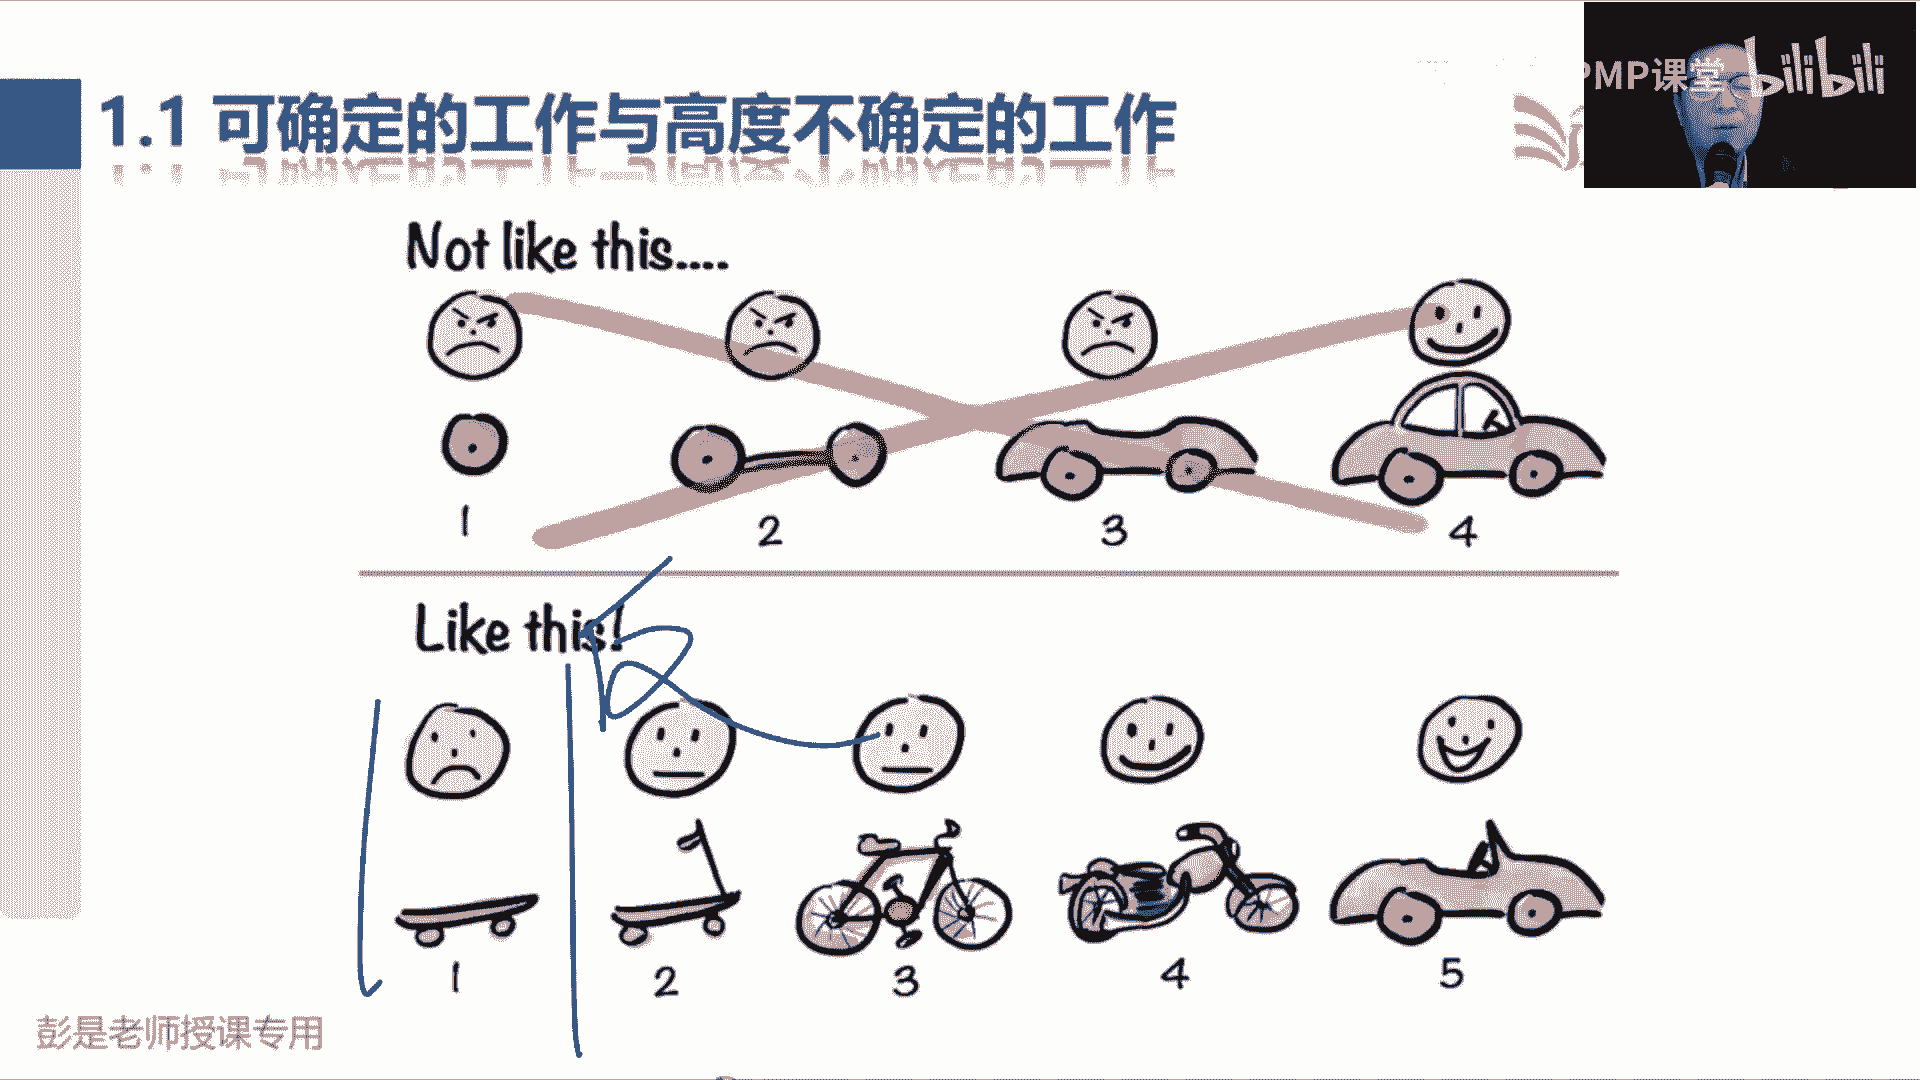 PMP课堂 bilibili
1.1 可确定的工作与高度不确定的工作
Not like this....
1 2 3 4
Like this!
1 2 3 4 5
彭是老师授课专用